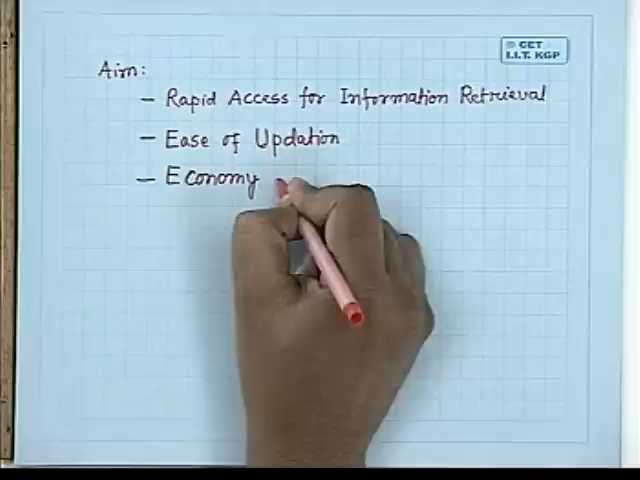 © CET
I.I.T. KGP
Aim:
– Rapid Access for Information Retrieval
– Ease of Updation
– Economy